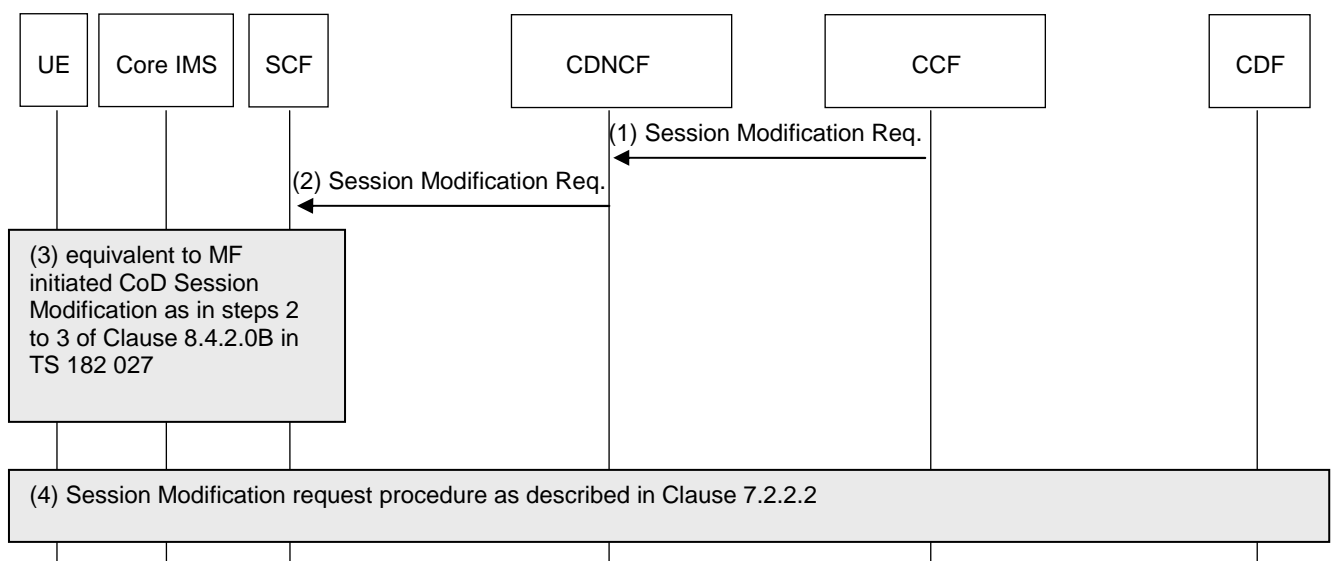 UE
Core IMS
SCF
CDNCF
CCF
CDF
(1) Session Modification Req.
(2) Session Modification Req.
(3) equivalent to MF
initiated CoD Session
Modification as in steps 2
to 3 of Clause 8.4.2.0B in
TS 182 027
(4) Session Modification request procedure as described in Clause 7.2.2.2